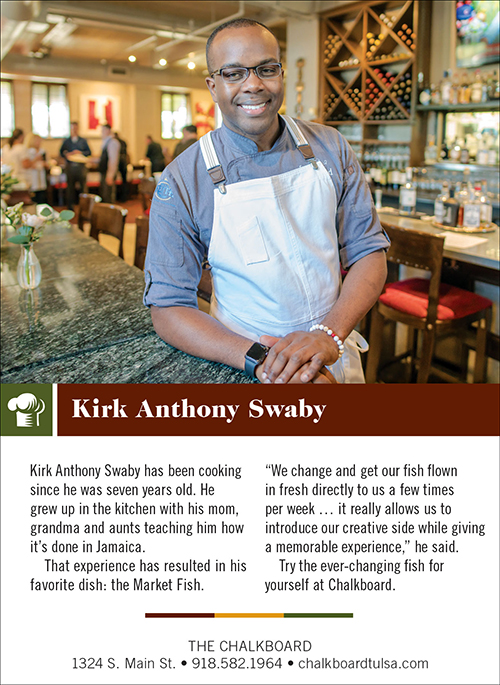 Kirk Anthony Swaby
Kirk Anthony Swaby has been cooking
since he was seven years old. He
grew up in the kitchen with his mom,
grandma and aunts teaching him how
it’s done in Jamaica.
That experience has resulted in his
favorite dish: the Market Fish.
“We change and get our fish flown
in fresh directly to us a few times
per week … it really allows us to
introduce our creative side while giving
a memorable experience,” he said.
Try the ever-changing fish for
yourself at Chalkboard.
THE CHALKBOARD
1324 S. Main St. • 918.582.1964 • chalkboardtulsa.com